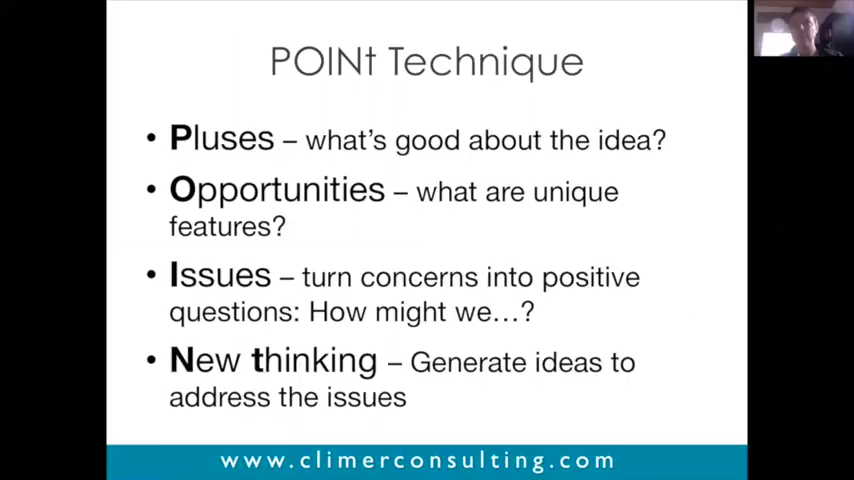 POINt Technique
• Pluses – what's good about the idea?
• Opportunities – what are unique
features?
• Issues – turn concerns into positive
questions: How might we...?
• New thinking – Generate ideas to
address the issues
www.climerconsulting.com